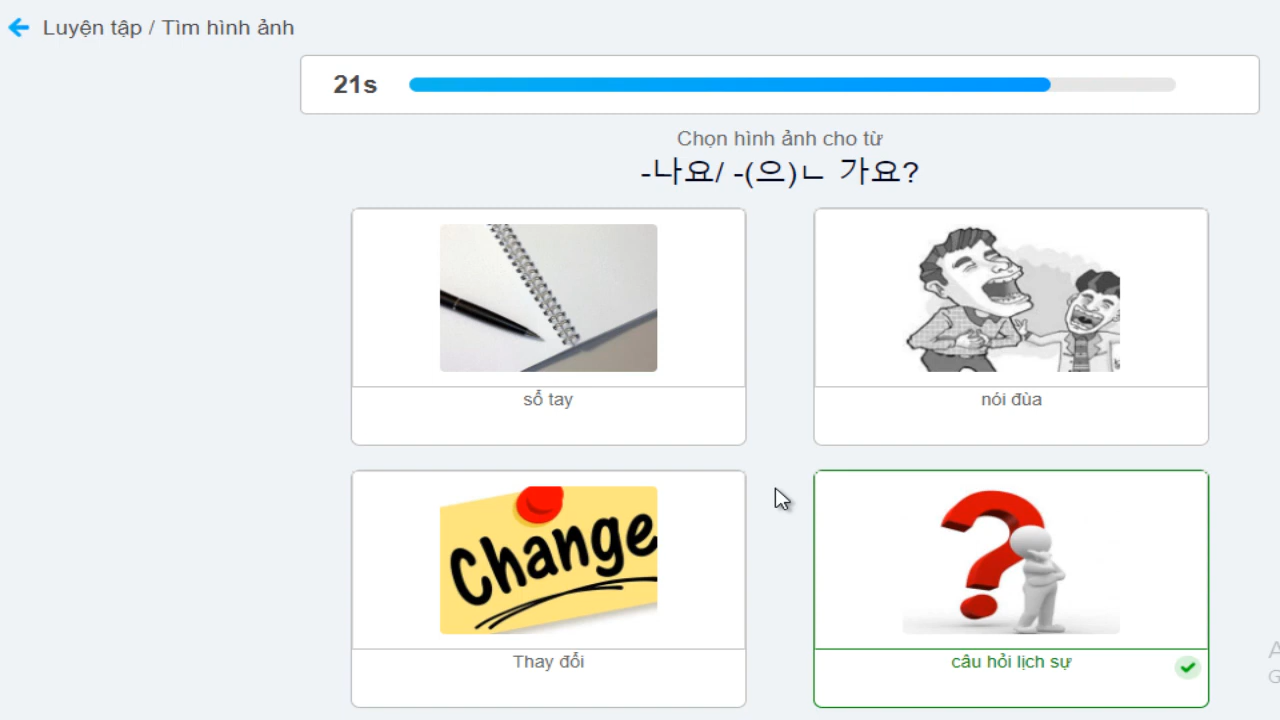 Luyện tập / Tìm hình ảnh
21s
Chọn hình ảnh cho từ
-나요/ -(으)ㄴ 가요?
sổ tay
nói đùa
Change
Thay đổi
câu hỏi lịch sự
A
G